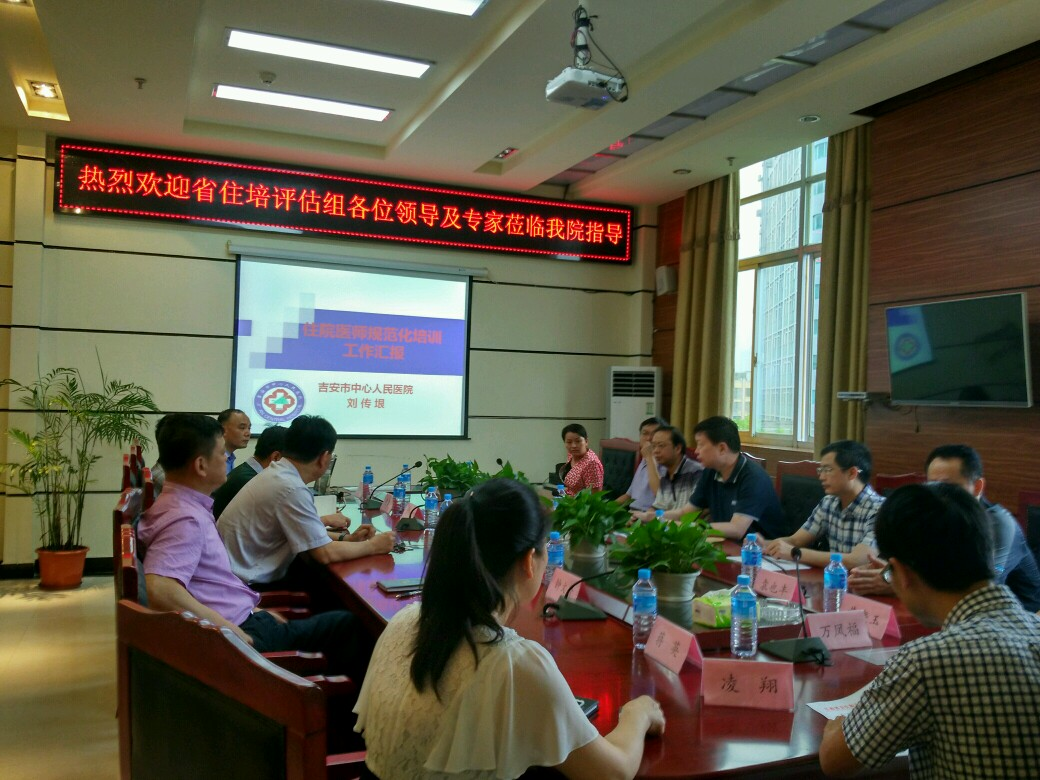 热烈欢迎省住培评估组各位领导及专家莅临我院指导
住院医师规范化培训
工作汇报
吉安市中心人民医院
刘传垠
万凤福
五
凌翔